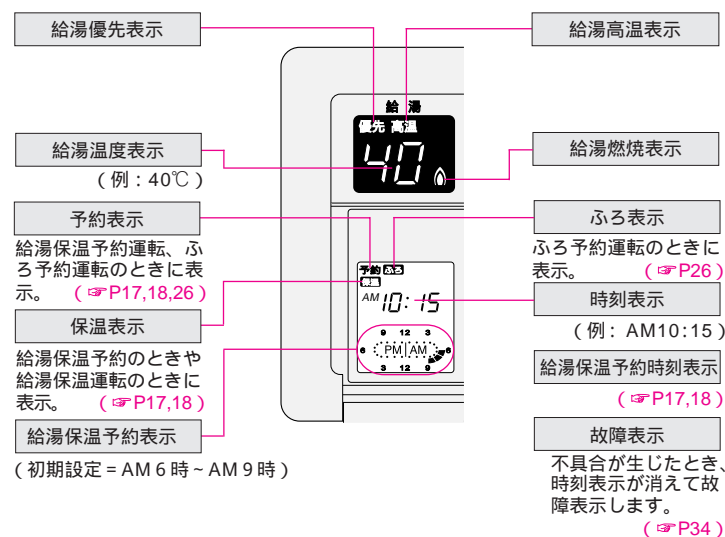 給湯優先表示
給湯高温表示
給湯
優先 高温
40
給湯温度表示
(例:40℃)
給湯燃焼表示
予約表示
給湯保温予約運転、ふ
ろ予約運転のときに表
示。 (☞P17,18,26)
ふろ表示
ふろ予約運転のときに
表示。 (☞P26)
予約 ふろ
保温
AM 10:15
9 12 3
6 PM AM 6
3 12 9
時刻表示
(例:AM10:15)
保温表示
給湯保温予約のときや
給湯保温運転のときに
表示。 (☞P17,18)
給湯保温予約時刻表示
(☞P17,18)
給湯保温予約表示
(初期設定=AM6時~AM9時)
故障表示
不具合が生じたとき、
時刻表示が消えて故
障表示します。
(☞P34)